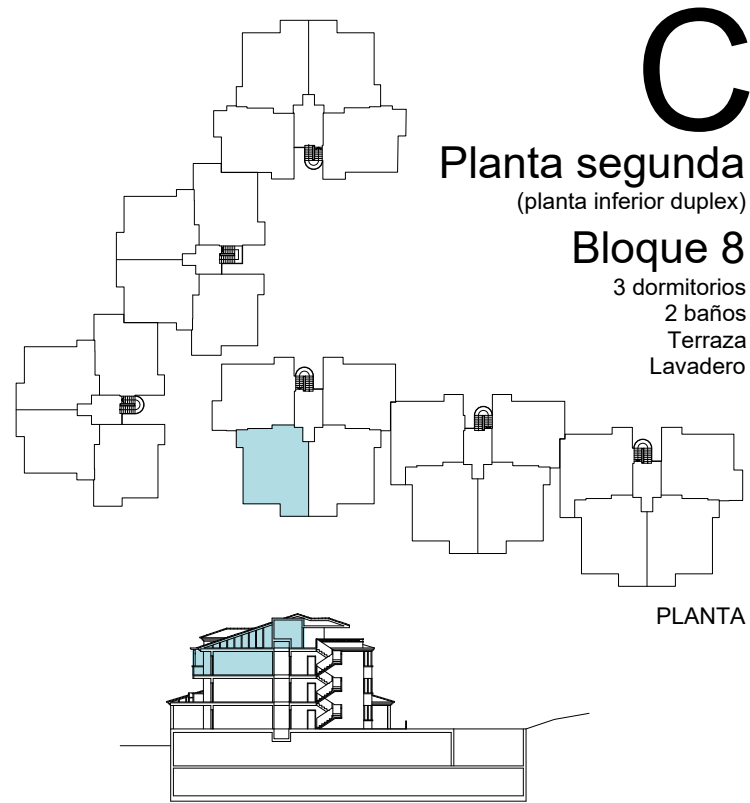 C
Planta segunda
(planta inferior duplex)
Bloque 8
3 dormitorios
2 baños
Terraza
Lavadero
PLANTA